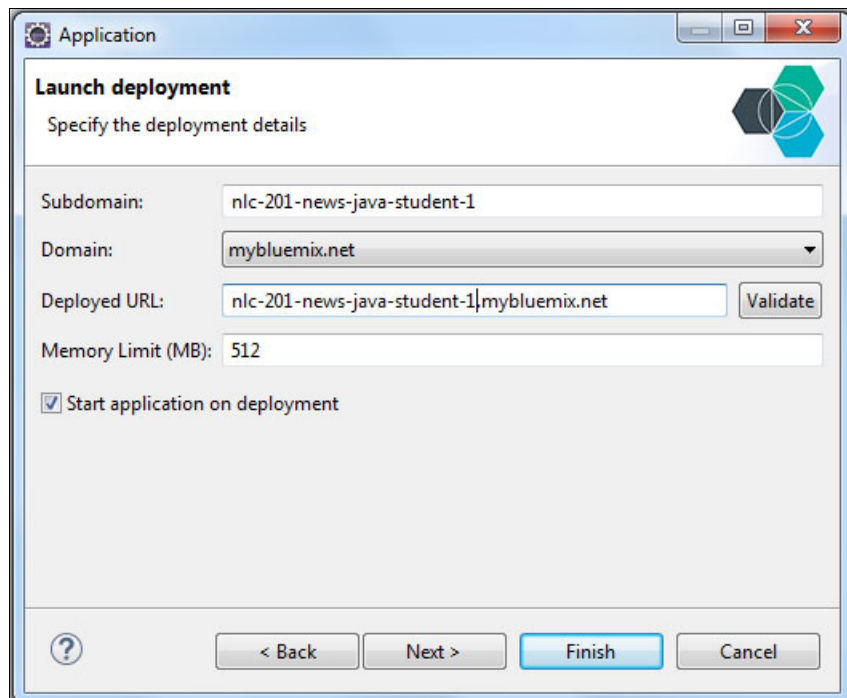 Application
Launch deployment
Specify the deployment details
Subdomain: nlc-201-news-java-student-1
Domain: mybluemix.net
Deployed URL: nlc-201-news-java-student-1.mybluemix.net Validate
Memory Limit (MB): 512
Start application on deployment
? < Back Next > Finish Cancel